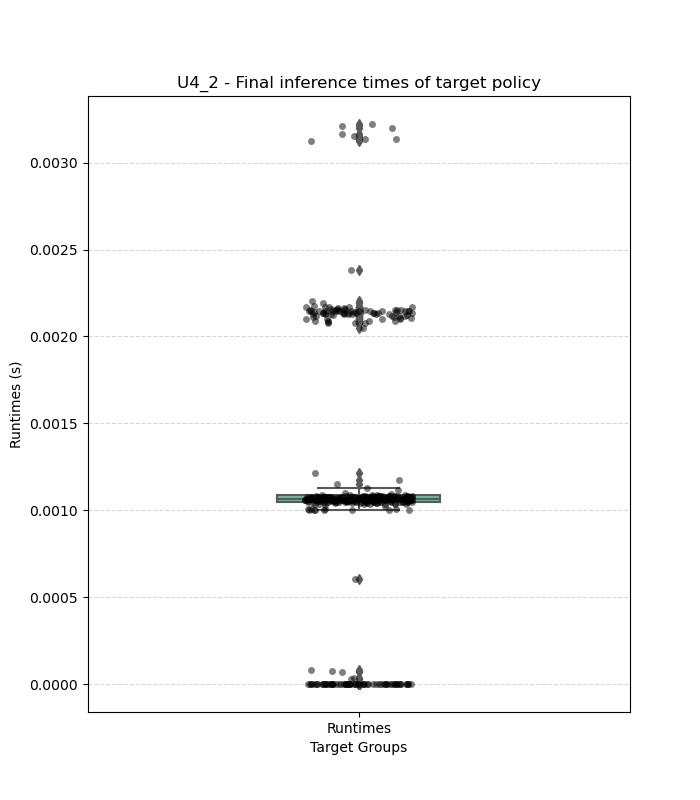 U4_2 - Final inference times of target policy
0.0030
0.0025
0.0020
0.0015
0.0010
0.0005
0.0000
Runtimes (s)
Runtimes
Target Groups